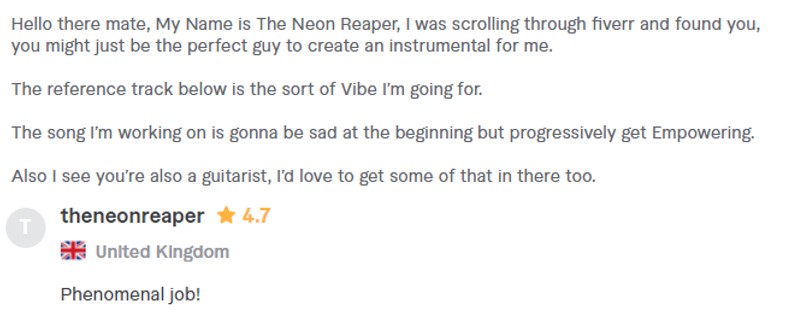 Hello there mate, My Name is The Neon Reaper, I was scrolling through fiverr and found you,
you might just be the perfect guy to create an instrumental for me.
The reference track below is the sort of Vibe I'm going for.
The song I'm working on is gonna be sad at the beginning but progressively get Empowering.
Also I see you're also a guitarist, I'd love to get some of that in there too.
T
theneonreaper ★ 4.7
United Kingdom
Phenomenal job!